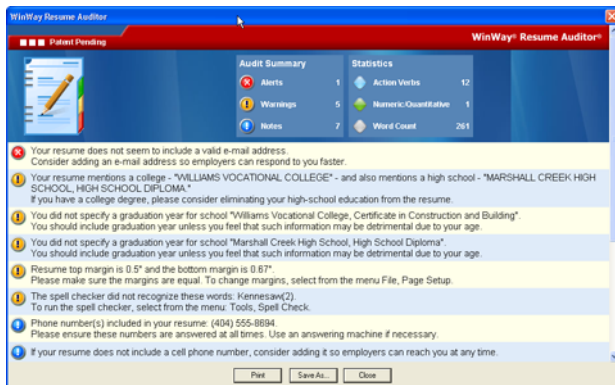 WinWay Resume Auditor
Patent Pending
WinWay® Resume Auditor®
Audit Summary
Alerts 1
Warnings 5
Notes 7
Statistics
Action Verbs 12
Numeric/Quantitative 1
Word Count 261
Your resume does not seem to include a valid e-mail address.
Consider adding an e-mail address so employers can respond to you faster.
Your resume mentions a college - "WILLIAMS VOCATIONAL COLLEGE" - and also mentions a high school - "MARSHALL CREEK HIGH
SCHOOL, HIGH SCHOOL DIPLOMA."
If you have a college degree, please consider eliminating your high-school education from the resume.
You did not specify a graduation year for school "Williams Vocational College, Certificate in Construction and Building".
You should include graduation year unless you feel that such information may be detrimental due to your age.
You did not specify a graduation year for school "Marshall Creek High School, High School Diploma".
You should include graduation year unless you feel that such information may be detrimental due to your age.
Resume top margin is 0.5" and the bottom margin is 0.67".
Please make sure the margins are equal. To change margins, select from the menu File, Page Setup.
The spell checker did not recognize these words: Kennesaw(2).
To run the spell checker, select from the menu: Tools, Spell Check.
Phone number(s) included in your resume: (404) 555-8694.
Please ensure these numbers are answered at all times. Use an answering machine if necessary.
If your resume does not include a cell phone number, consider adding it so employers can reach you at any time.
Print
Save As...
Close